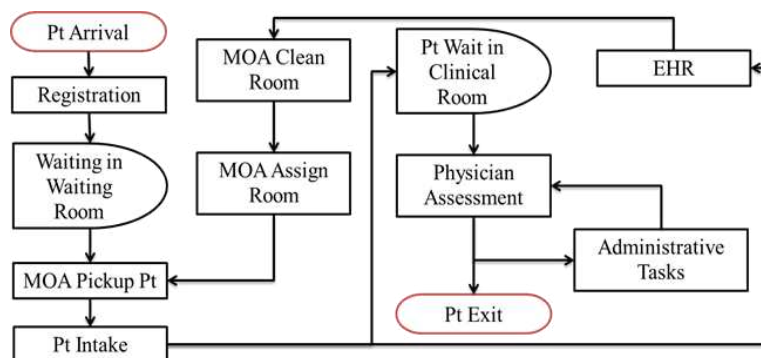 Pt Arrival
Registration
Waiting in
Waiting
Room
MOA Pickup Pt
Pt Intake
MOA Clean
Room
MOA Assign
Room
Pt Wait in
Clinical
Room
Physician
Assessment
Pt Exit
EHR
Administrative
Tasks